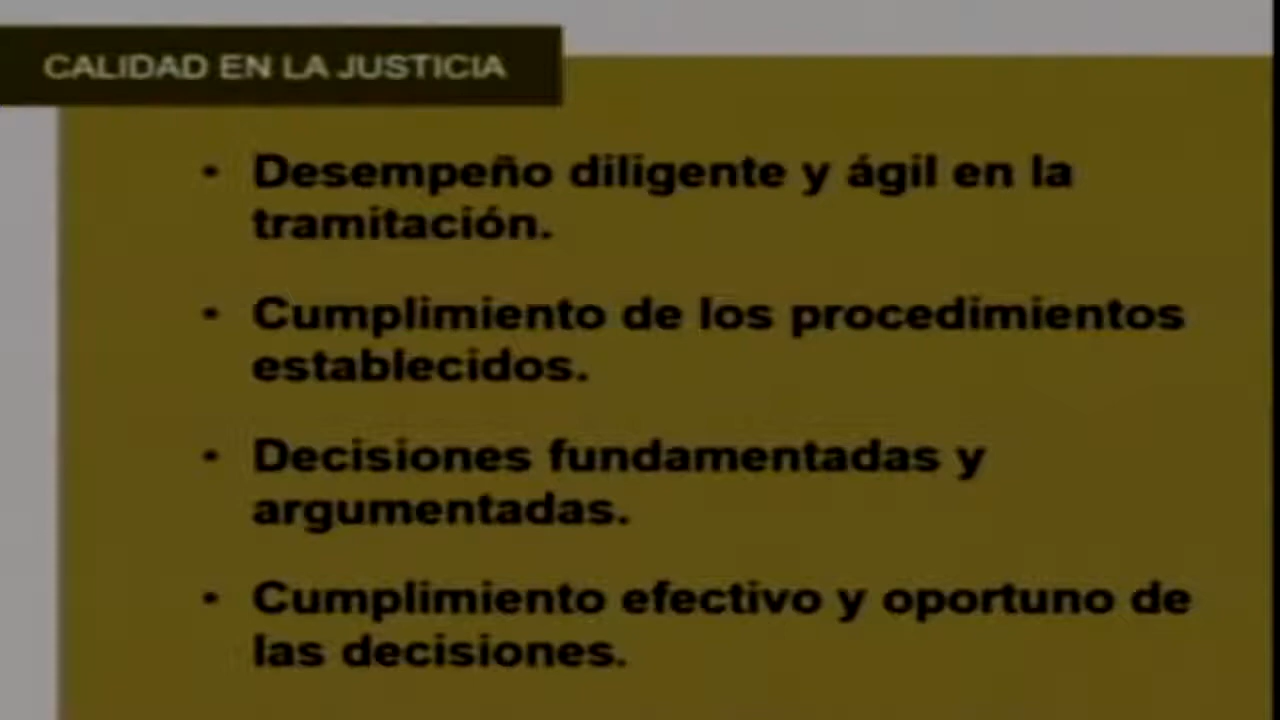 CALIDAD EN LA JUSTICIA
• Desempeño diligente y ágil en la
tramitación.
• Cumplimiento de los procedimientos
establecidos.
• Decisiones fundamentadas y
argumentadas.
• Cumplimiento efectivo y oportuno de
las decisiones.